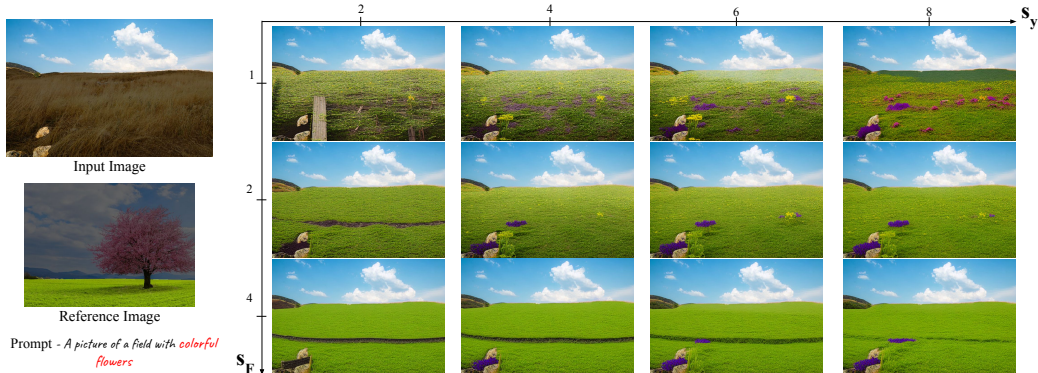 2
4
6
8
s_y
1
Input Image
2
Reference Image
4
Prompt - A picture of a field with colorful
flowers
s_F